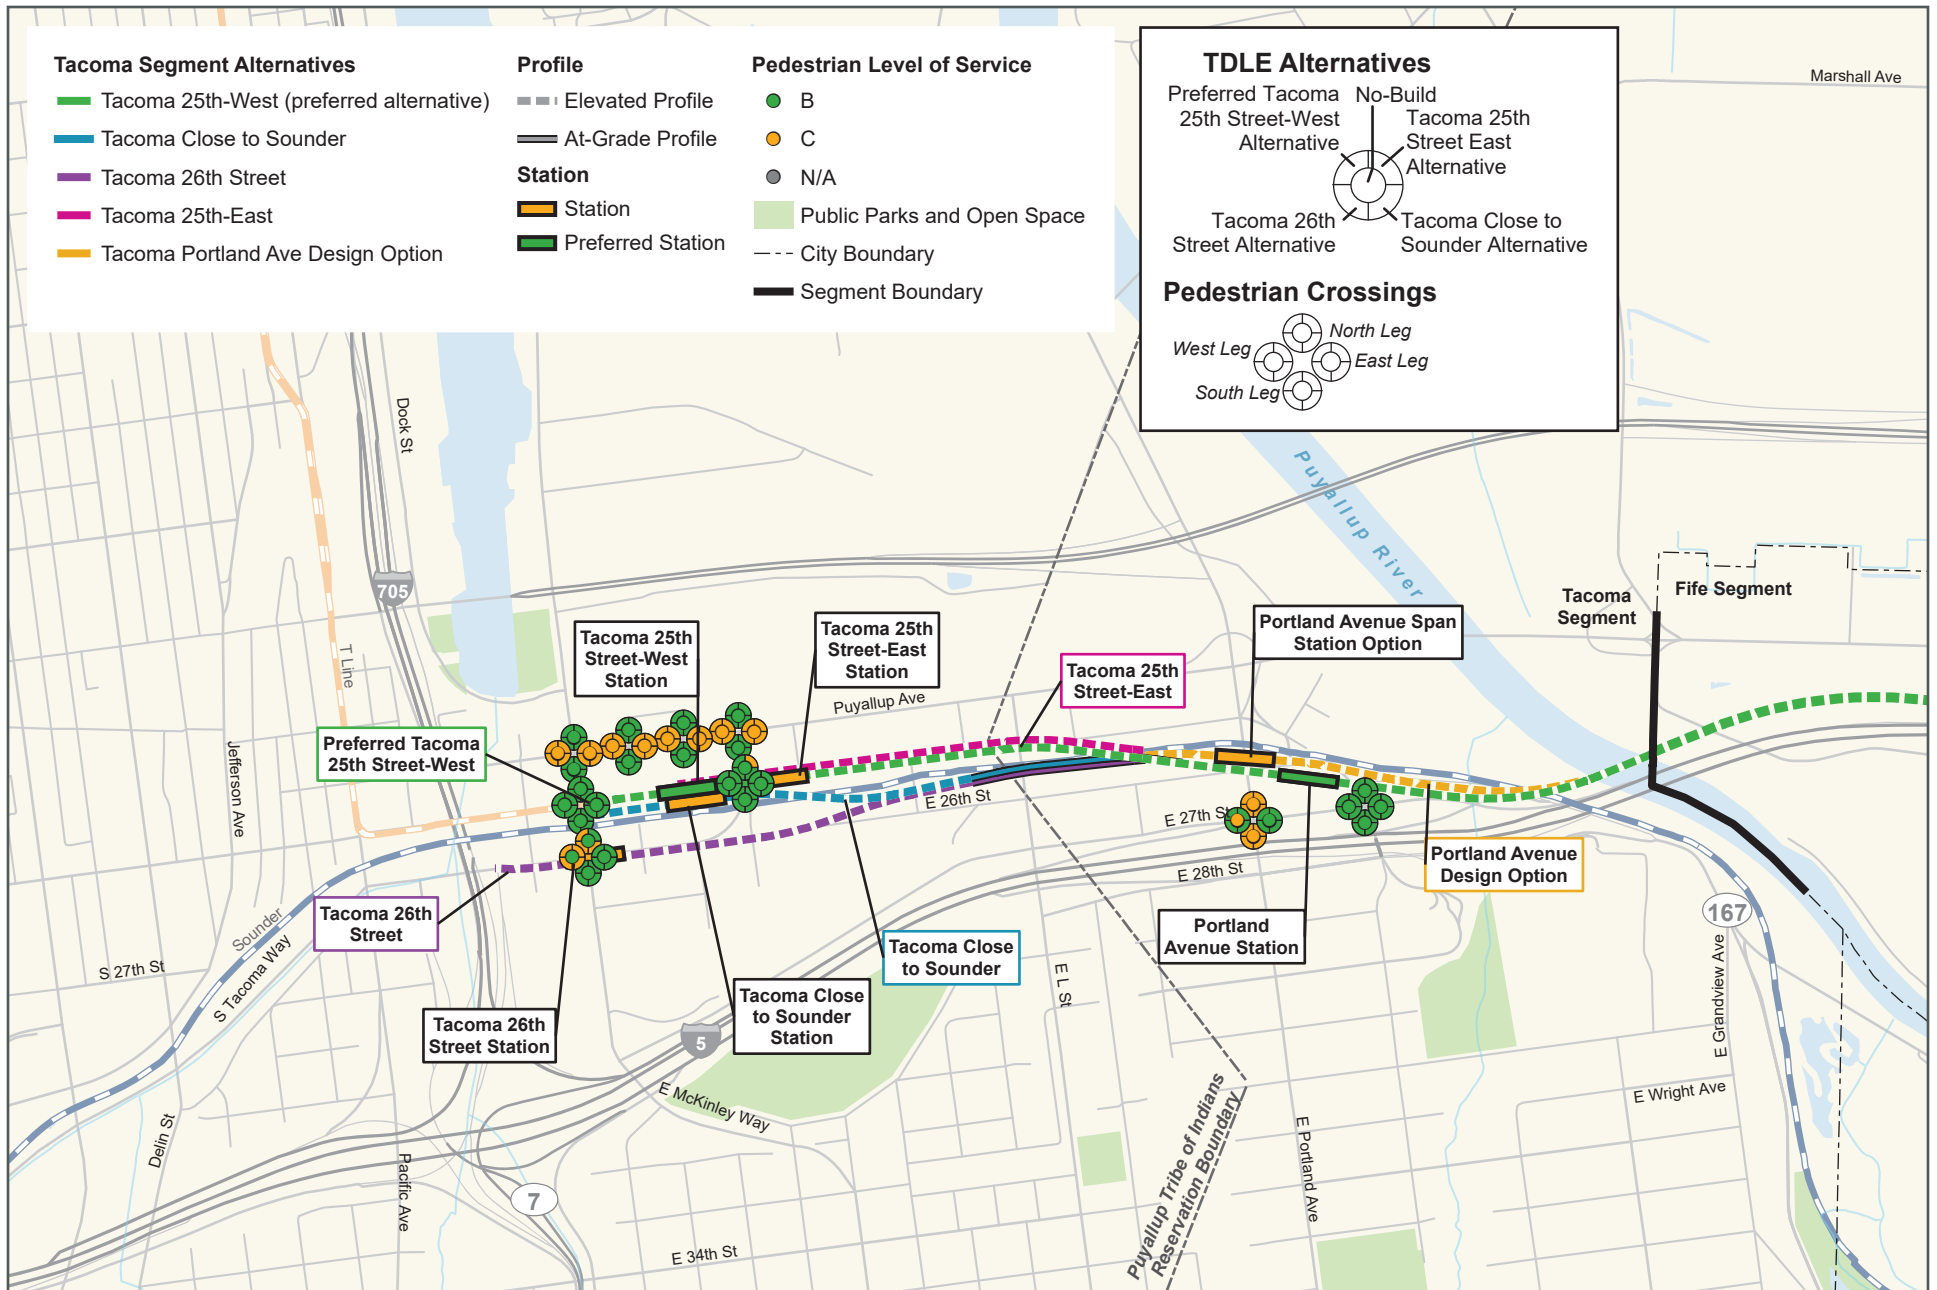 Tacoma Segment Alternatives
Tacoma 25th-West (preferred alternative)
Tacoma Close to Sounder
Tacoma 26th Street
Tacoma 25th-East
Tacoma Portland Ave Design Option
Profile
Elevated Profile
At-Grade Profile
Station
Station
Preferred Station
Pedestrian Level of Service
B
C
N/A
Public Parks and Open Space
City Boundary
Segment Boundary
TDLE Alternatives
Preferred Tacoma
25th Street-West
Alternative
No-Build
Tacoma 25th
Street East
Alternative
Tacoma 26th
Street Alternative
Tacoma Close to
Sounder Alternative
Pedestrian Crossings
North Leg
West Leg
East Leg
South Leg
Marshall Ave
Dock St
Puyallup River
705
T Line
Jefferson Ave
Tacoma
Segment
Fife Segment
Tacoma 25th
Street-West
Station
Tacoma 25th
Street-East
Station
Puyallup Ave
Tacoma 25th
Street-East
Portland Avenue Span
Station Option
Preferred Tacoma
25th Street-West
E 26th St
E 27th St
E 28th St
Portland Avenue
Design Option
Tacoma 26th
Street
Sounder
S Tacoma Way
S 27th St
Tacoma Close
to Sounder
Portland
Avenue Station
167
Tacoma 26th
Street Station
Tacoma Close
to Sounder
Station
5
E L St
E Grandview Ave
E McKinley Way
E Wright Ave
Delin St
Pacific Ave
7
E 34th St
Puyallup Tribe of Indians
Reservation Boundary
E Portland Ave